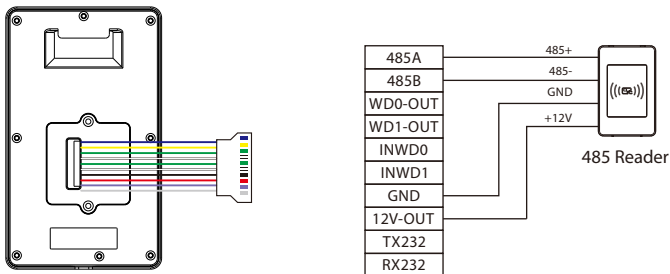 485A
485B
WD0-OUT
WD1-OUT
INWD0
INWD1
GND
12V-OUT
TX232
RX232
485+
485-
GND
+12V
485 Reader